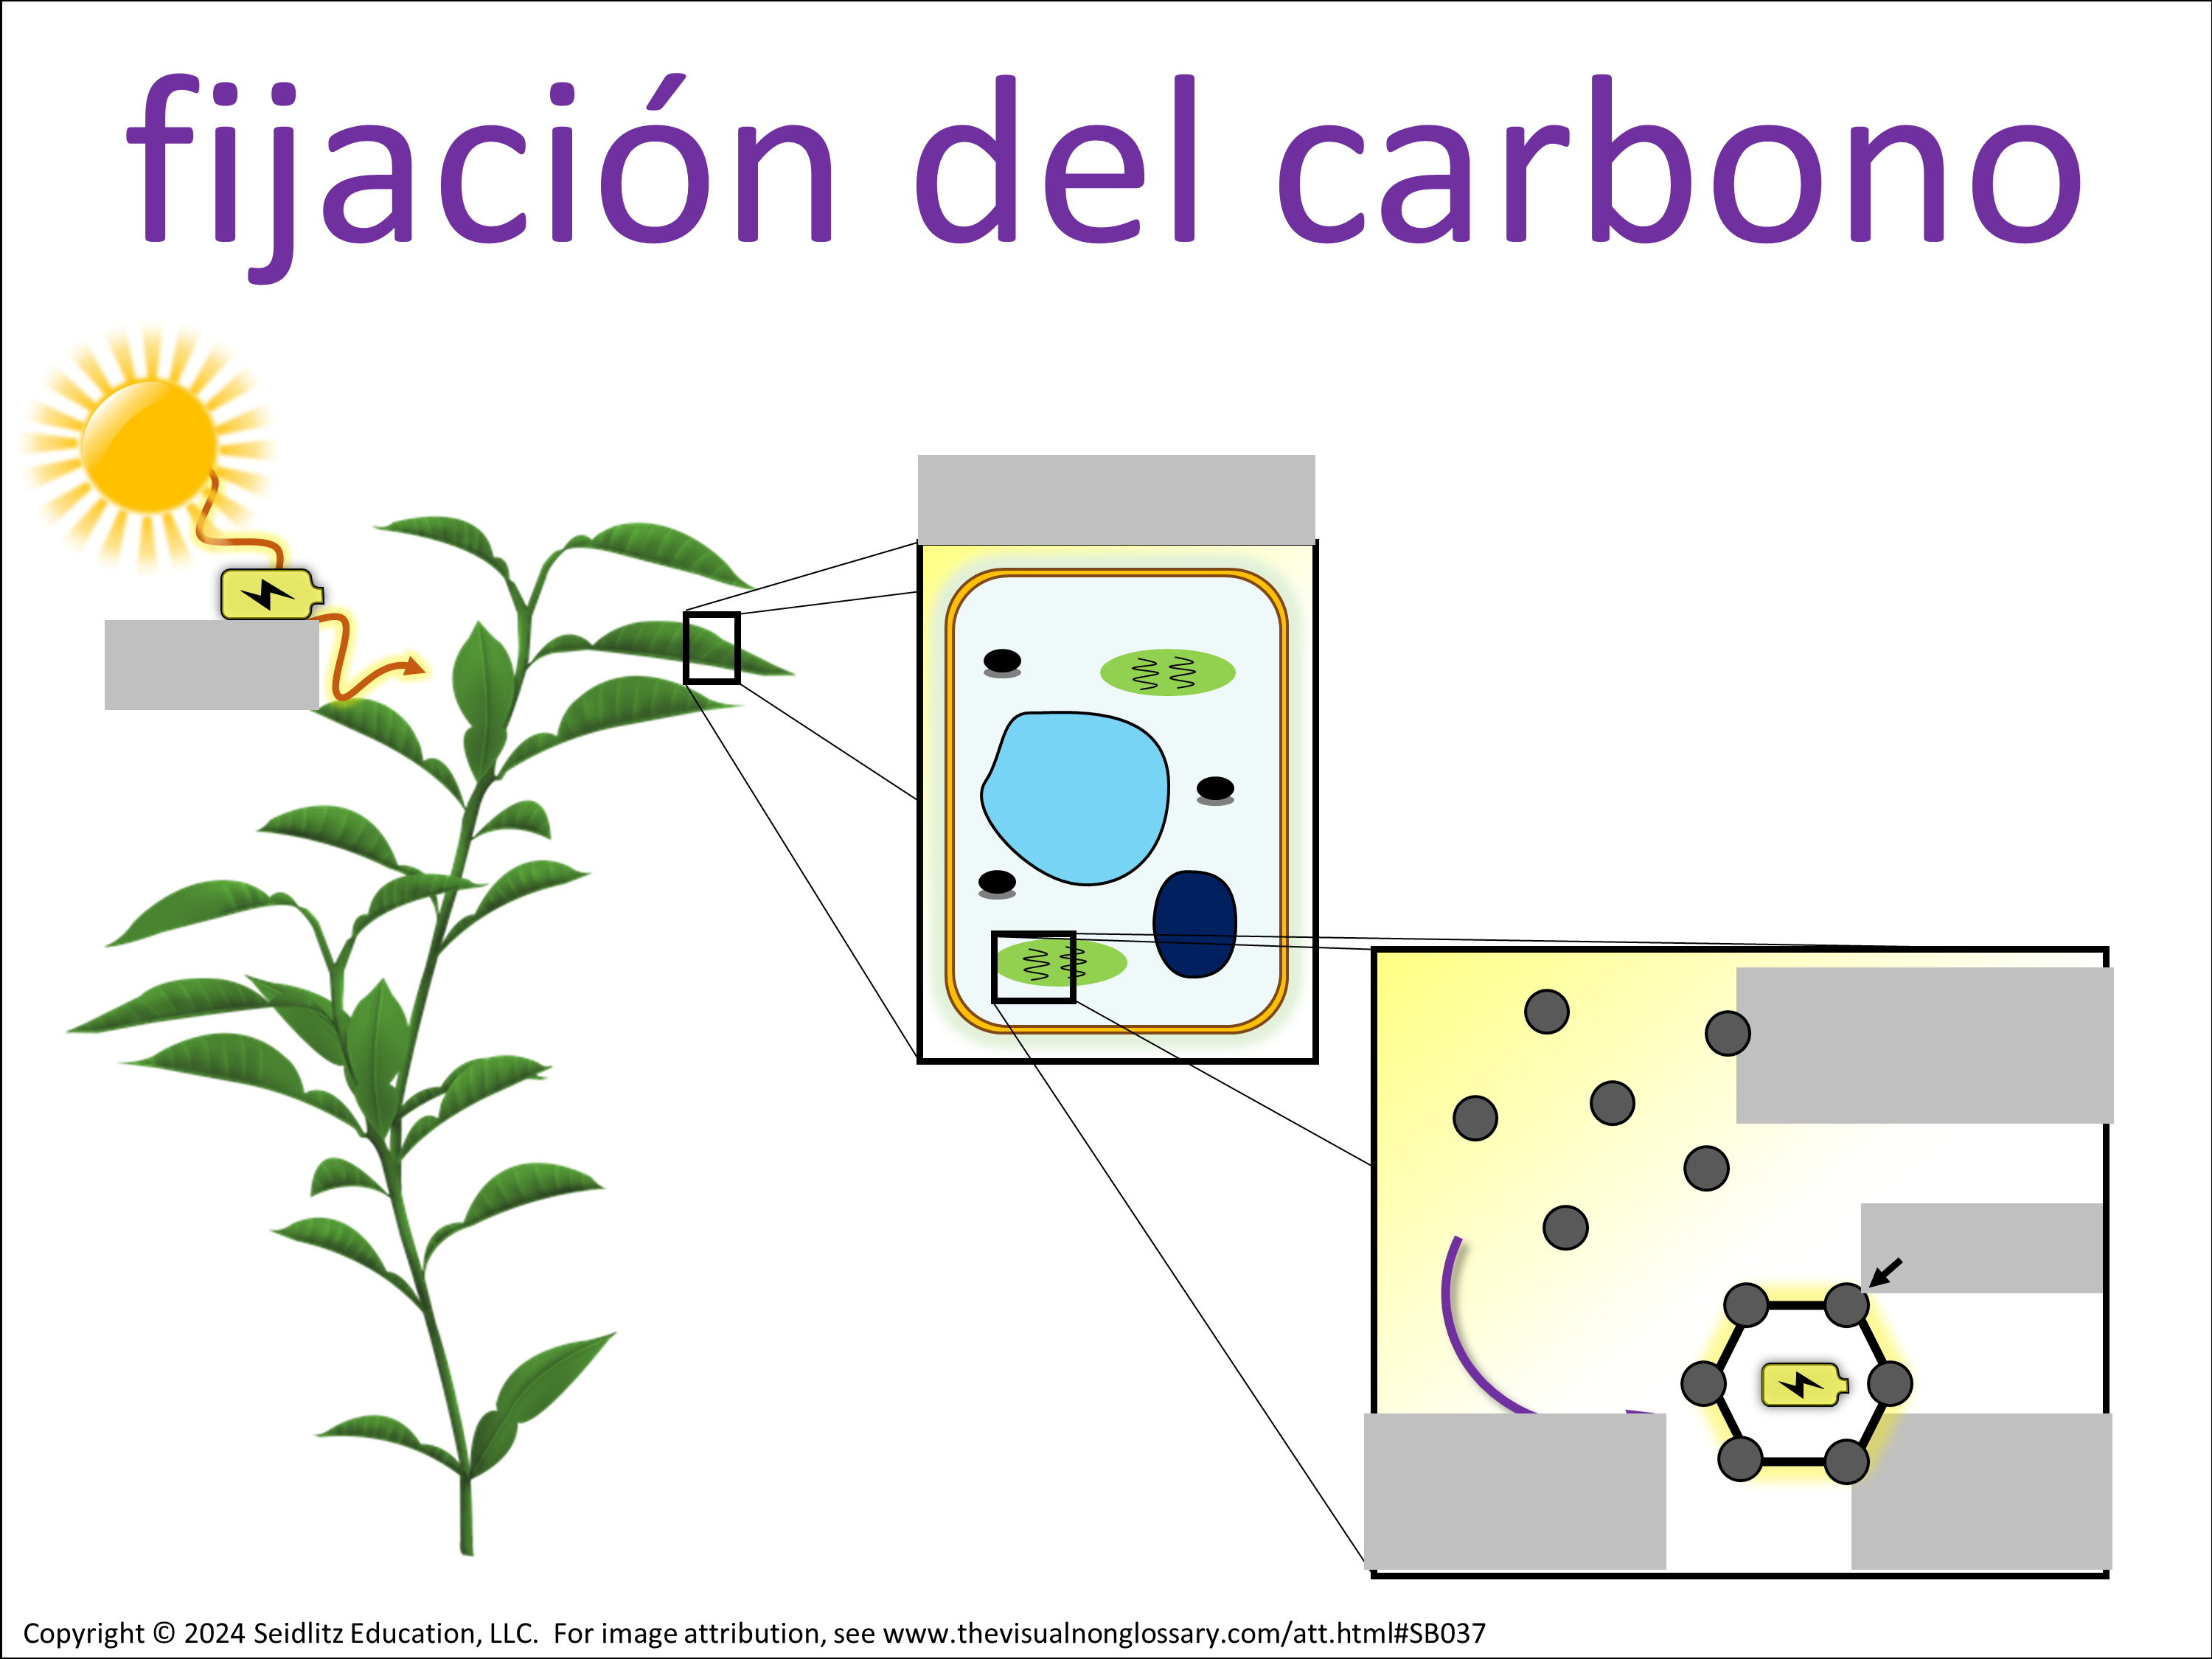 fijación del carbono
Copyright © 2024 Seidlitz Education, LLC.  For image attribution, see www.thevisualnonglossary.com/att.html#SB037